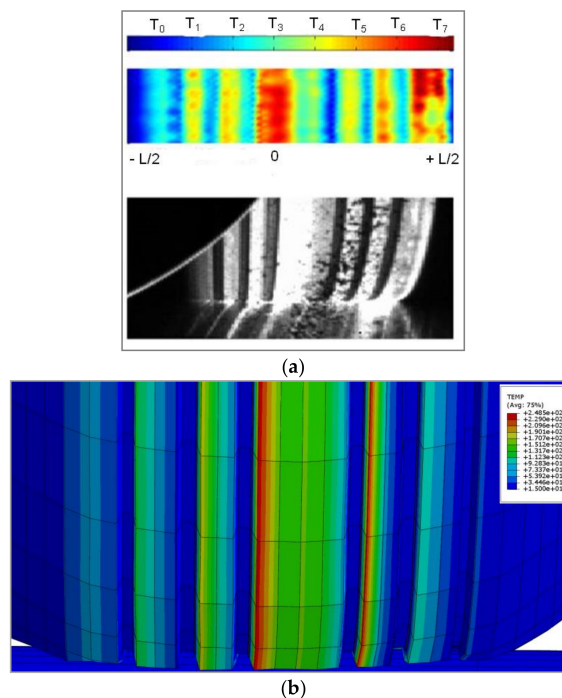 T0 T1 T2 T3 T4 T5 T6 T7
- L/2 0 + L/2
(a)
TEMP
(Avg: 75%)
+2.485e+02
+2.290e+02
+2.096e+02
+1.901e+02
+1.707e+02
+1.512e+02
+1.317e+02
+1.123e+02
+9.283e+01
+7.337e+01
+5.392e+01
+3.446e+01
+1.500e+01
(b)